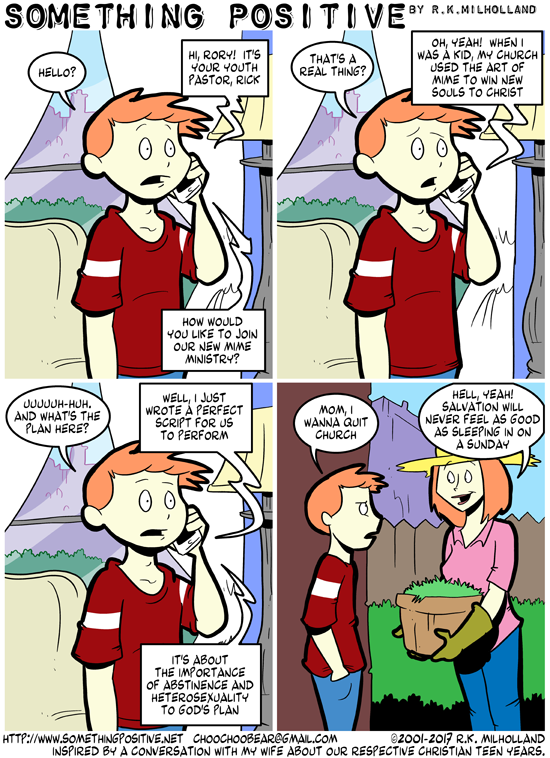 SOMETHING POSITIVE BY R.K.MILHOLLAND
HELLO?
HI, RORY! IT'S
YOUR YOUTH
PASTOR, RICK
HOW WOULD
YOU LIKE TO JOIN
OUR NEW MIME
MINISTRY?
THAT'S A
REAL THING?
OH, YEAH! WHEN I
WAS A KID, MY CHURCH
USED THE ART OF
MIME TO WIN NEW
SOULS TO CHRIST
UUUUUH-HUH.
AND WHAT'S THE
PLAN HERE?
WELL, I JUST
WROTE A PERFECT
SCRIPT FOR US
TO PERFORM
IT'S ABOUT
THE IMPORTANCE
OF ABSTINENCE AND
HETEROSEXUALITY
TO GOD'S PLAN
MOM, I
WANNA QUIT
CHURCH
HELL, YEAH!
SALVATION WILL
NEVER FEEL AS GOOD
AS SLEEPING IN ON
A SUNDAY
HTTP://WWW.SOMETHINGPOSITIVE.NET CHOOCHOOBEAR@GMAIL.COM ©2001-2017 R.K. MILHOLLAND
INSPIRED BY A CONVERSATION WITH MY WIFE ABOUT OUR RESPECTIVE CHRISTIAN TEEN YEARS.